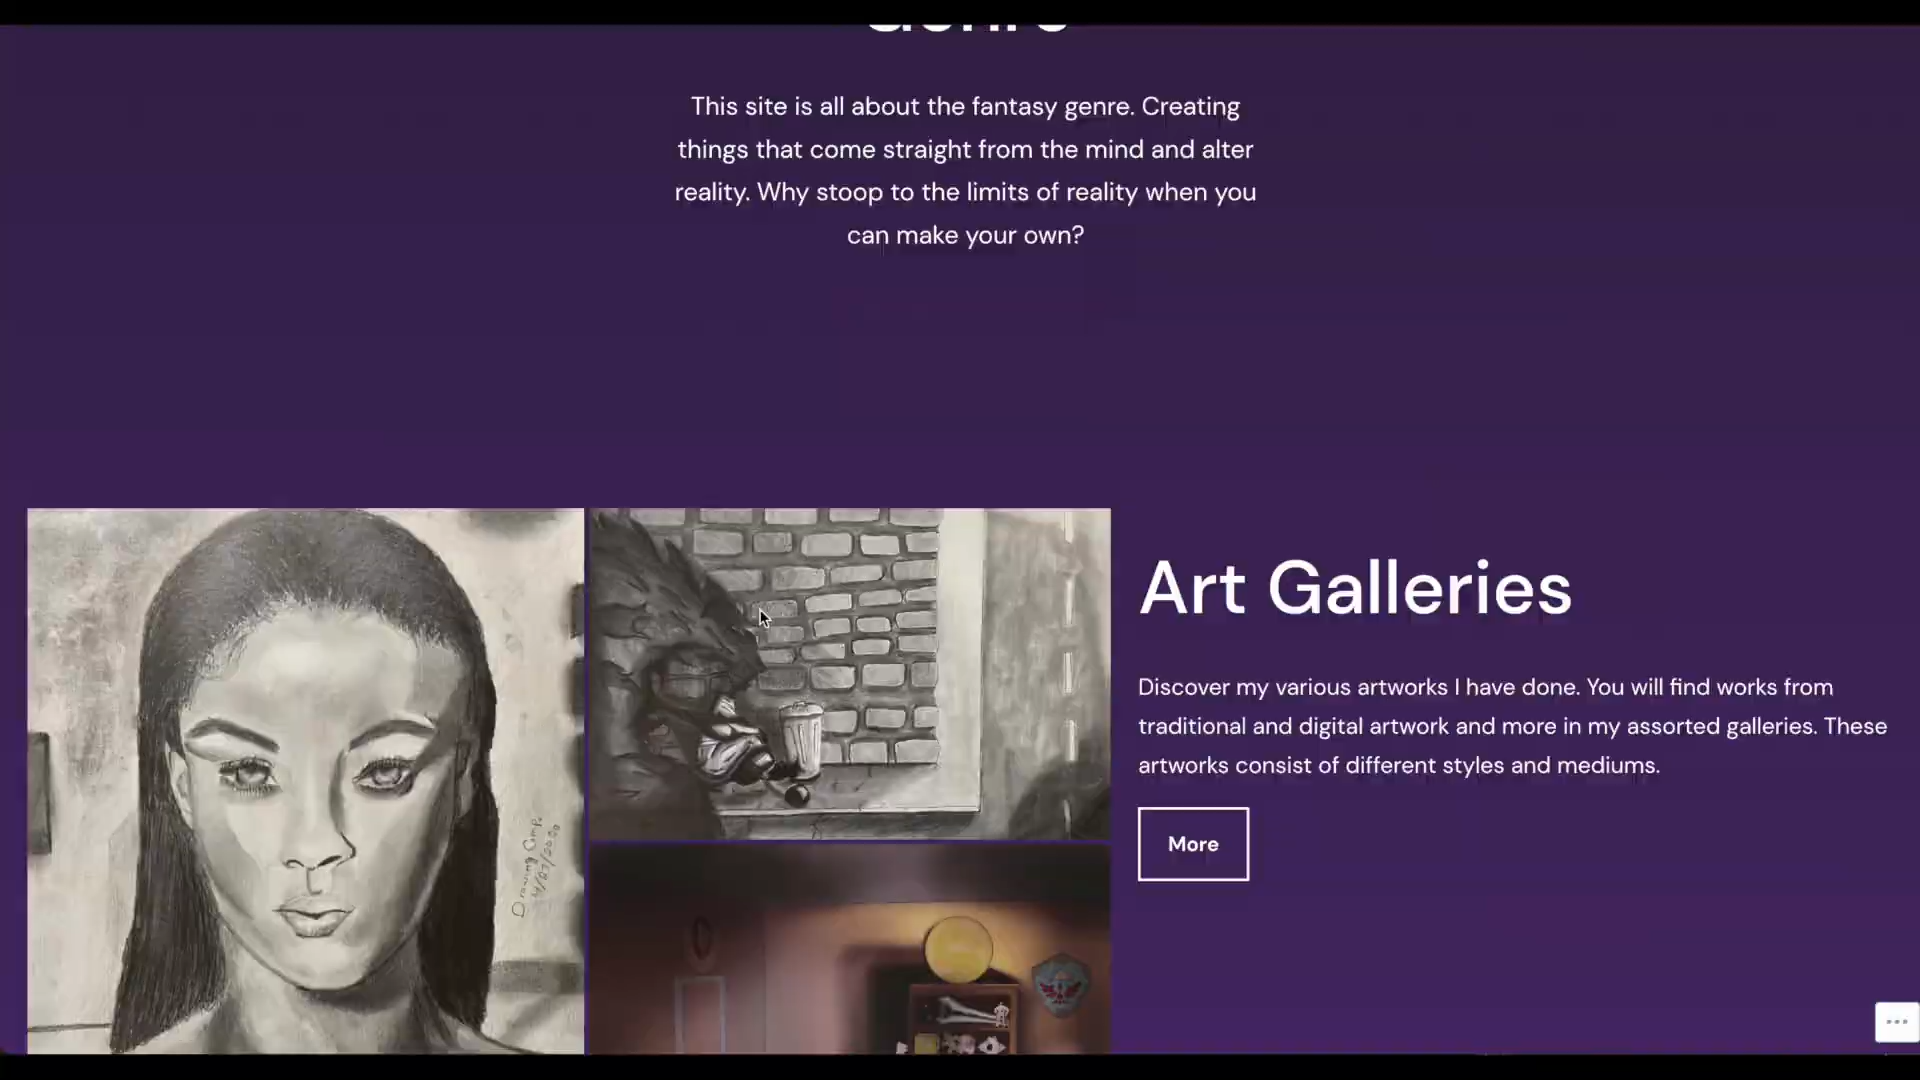 This site is all about the fantasy genre. Creating
things that come straight from the mind and alter
reality. Why stoop to the limits of reality when you
can make your own?
Art Galleries
Discover my various artworks I have done. You will find works from
traditional and digital artwork and more in my assorted galleries. These
artworks consist of different styles and mediums.
More
Drawing Comp.